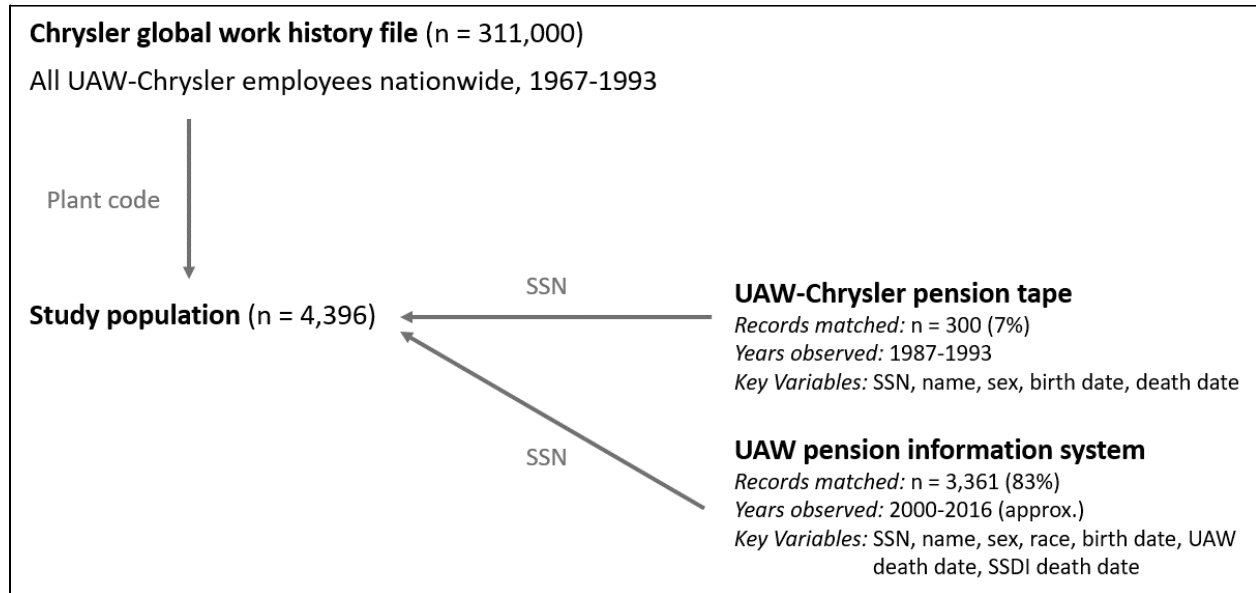 Chrysler global work history file (n = 311,000)
All UAW-Chrysler employees nationwide, 1967-1993
Plant code
Study population (n = 4,396)
SSN
UAW-Chrysler pension tape
Records matched: n = 300 (7%)
Years observed: 1987-1993
Key Variables: SSN, name, sex, birth date, death date
SSN
UAW pension information system
Records matched: n = 3,361 (83%)
Years observed: 2000-2016 (approx.)
Key Variables: SSN, name, sex, race, birth date, UAW
death date, SSDI death date